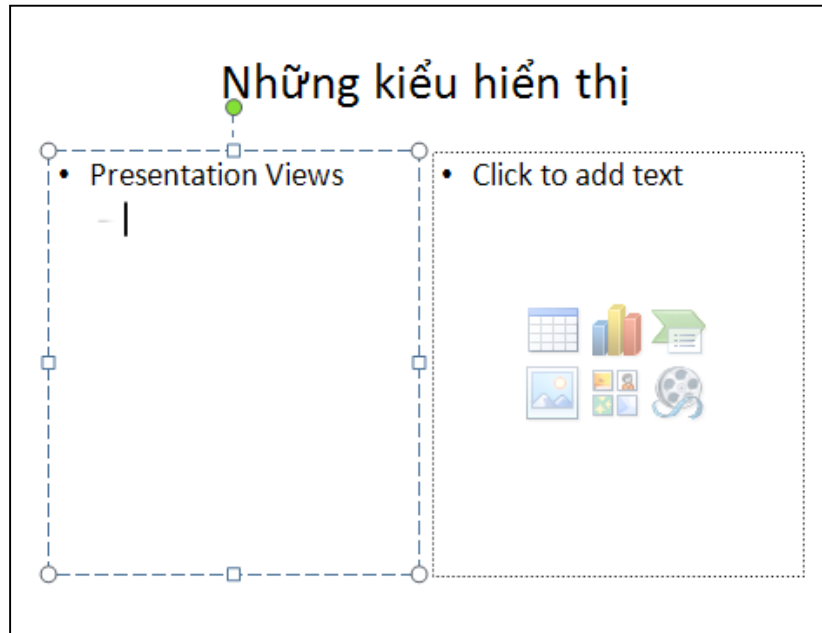 Những kiểu hiển thị
• Presentation Views
–
• Click to add text